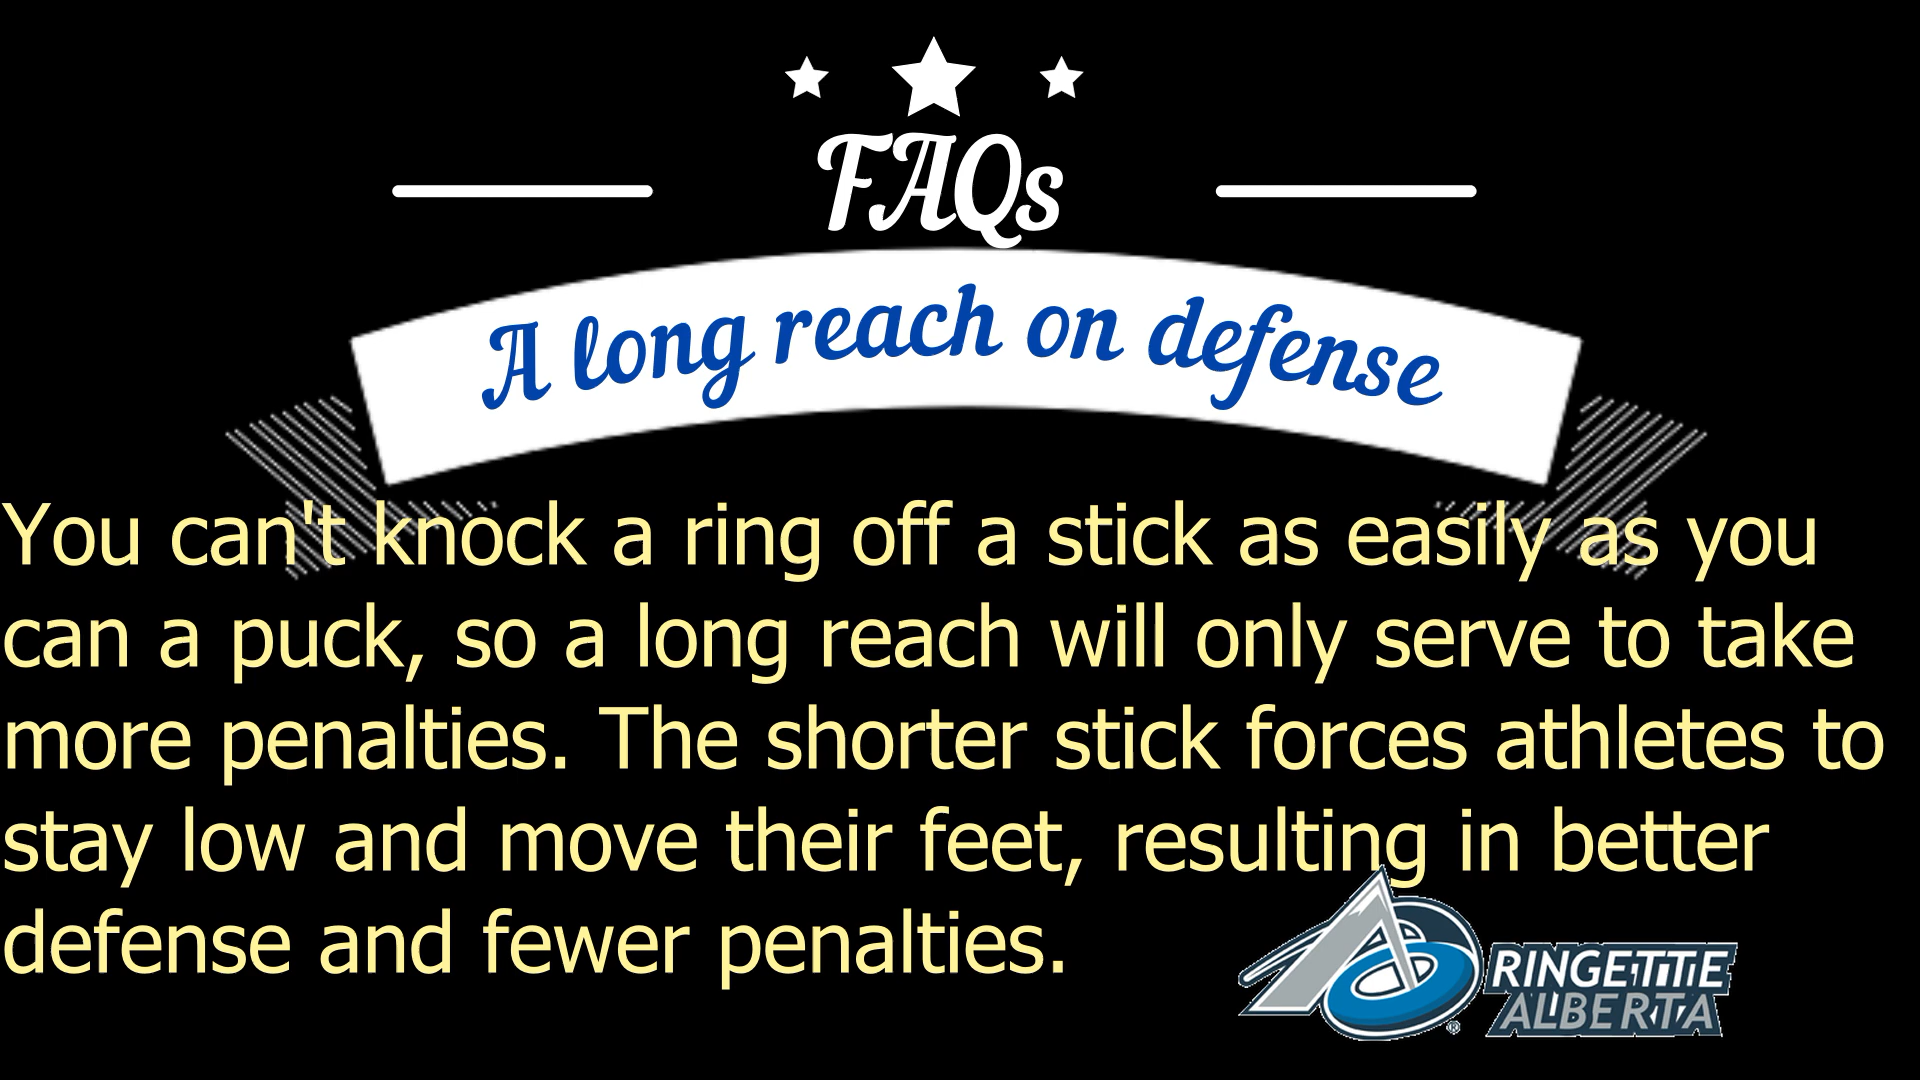 FAQs
A long reach on defense
You can't knock a ring off a stick as easily as you
can a puck, so a long reach will only serve to take
more penalties. The shorter stick forces athletes to
stay low and move their feet, resulting in better
defense and fewer penalties.
RINGETTE
ALBERTA
®